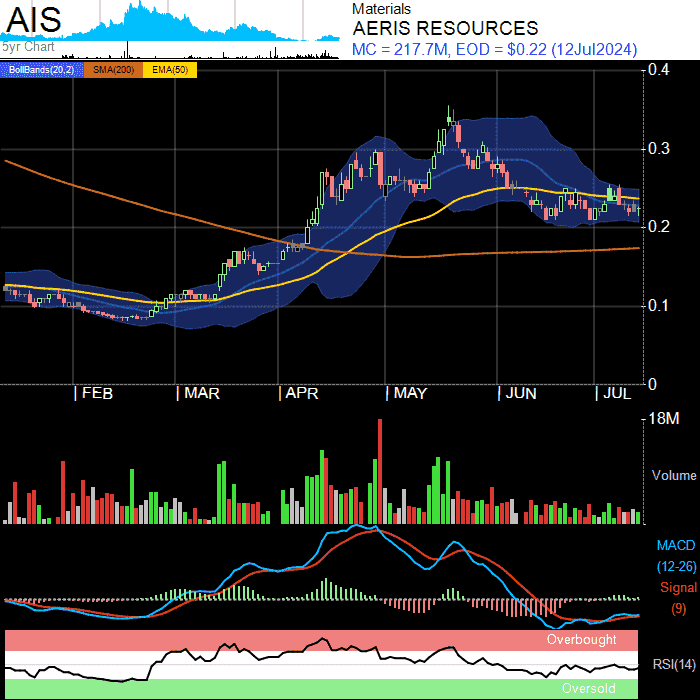 AIS
5yr Chart
Materials
AERIS RESOURCES
MC = 217.7M, EOD = $0.22 (12Jul2024)
BollBands(20,2) SMA(200) EMA(50)
0.4
0.3
0.2
0.1
0
| FEB | MAR | APR | MAY | JUN | JUL
18M
Volume
MACD
(12-26)
Signal
(9)
Overbought
RSI(14)
Oversold